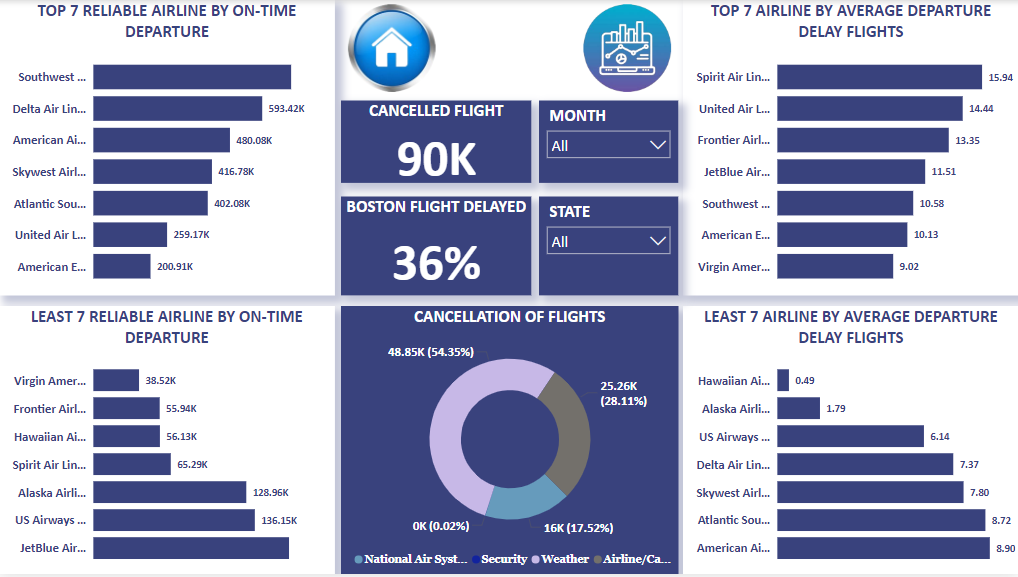 TOP 7 RELIABLE AIRLINE BY ON-TIME
DEPARTURE
Southwest ...
Delta Air Lin...
593.42K
American Ai...
480.08K
Skywest Airl...
416.78K
Atlantic Sou...
402.08K
United Air L...
259.17K
American E...
200.91K
CANCELLED FLIGHT
90K
MONTH
All
BOSTON FLIGHT DELAYED
36%
STATE
All
TOP 7 AIRLINE BY AVERAGE DEPARTURE
DELAY FLIGHTS
Spirit Air Lin...
15.94
United Air L...
14.44
Frontier Airl...
13.35
JetBlue Air...
11.51
Southwest ...
10.58
American E...
10.13
Virgin Amer...
9.02
LEAST 7 RELIABLE AIRLINE BY ON-TIME
DEPARTURE
Virgin Amer...
38.52K
Frontier Airl...
55.94K
Hawaiian Ai...
56.13K
Spirit Air Lin...
65.29K
Alaska Airli...
128.96K
US Airways ...
136.15K
JetBlue Air...
CANCELLATION OF FLIGHTS
48.85K (54.35%)
25.26K
(28.11%)
0K (0.02%)
16K (17.52%)
National Air Syst... Security Weather Airline/Ca...
LEAST 7 AIRLINE BY AVERAGE DEPARTURE
DELAY FLIGHTS
Hawaiian Ai...
0.49
Alaska Airli...
1.79
US Airways ...
6.14
Delta Air Lin...
7.37
Skywest Airl...
7.80
Atlantic Sou...
8.72
American Ai...
8.90